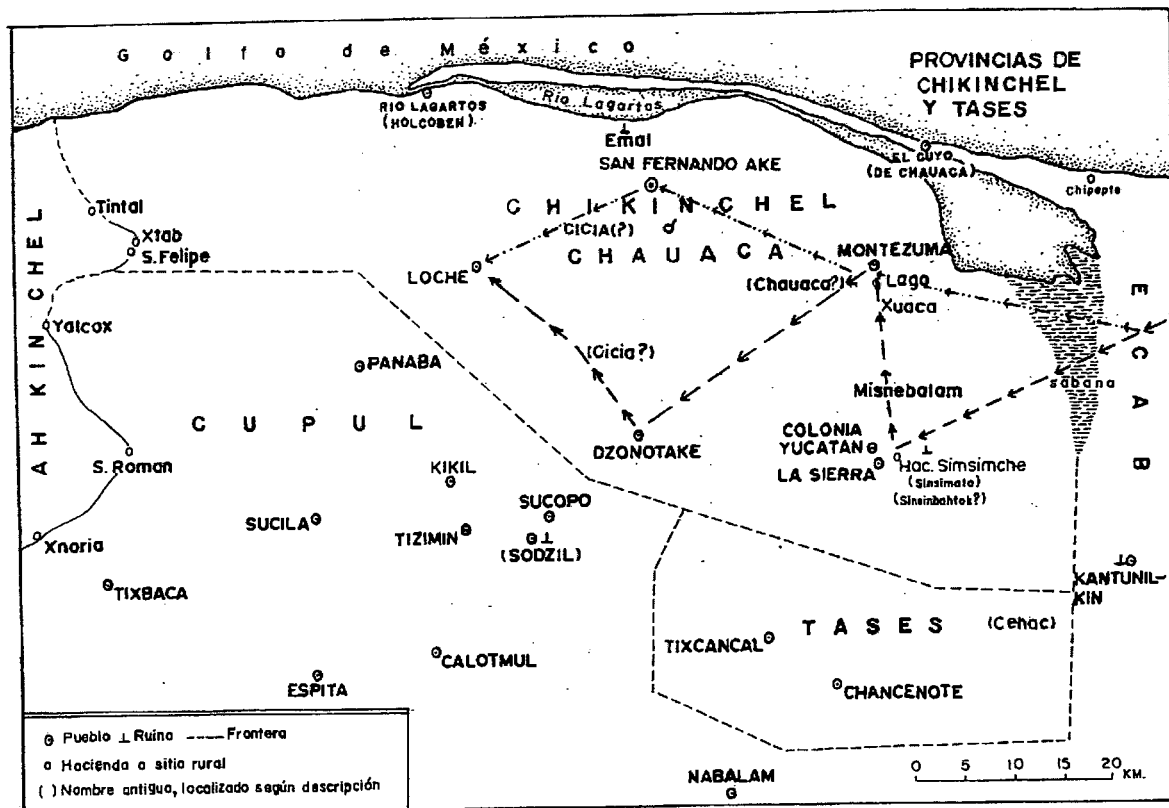 Golfo de México
PROVINCIAS DE
CHIKINCHEL
Y TASES
RIO LAGARTOS
(HOLCOBEN)
Río Lagartos
Emal
EL CUYO
(DE CHAUACA)
Chipepte
SAN FERNANDO AKE
CHIKINCHEL
ó
CHAUACA
CICIA(?)
Tintal
Xtab
S. Felipe
LOCHE
MONTEZUMA
(Chauaca?)
Lago
Xuaca
AH KIN CHEL
ECAB
Yalcox
(Cicia?)
PANABA
sabana
Misnebalam
CUPUL
DZONOTAKE
COLONIA
YUCATAN
LA SIERRA
Hac. Simsimche
(Sinsimato)
(Sinsinbahtok?)
S. Roman
KIKIL
SUCOPO
(SODZIL)
SUCILA
TIZIMIN
Xnoria
TIXBACA
KANTUNIL-
KIN
TASES
(Cehac)
TIXCANCAL
CALOTMUL
CHANCENOTE
ESPITA
Pueblo ⊥ Ruina ---- Frontera
Hacienda o sitio rural
( ) Nombre antigua, localizado según descripción
NABALAM
0 5 10 15 20
KM.